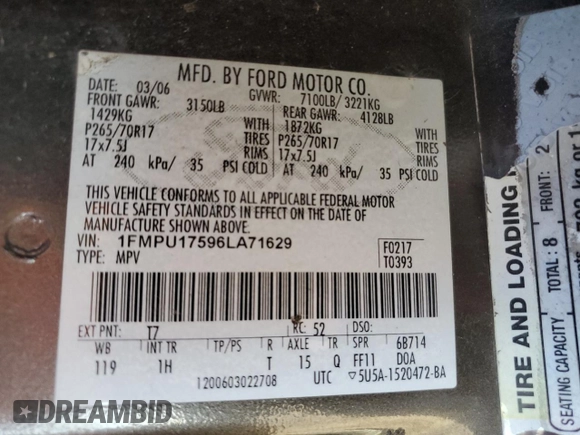 MFD. BY FORD MOTOR CO.
DATE: 03/06 GVWR: 7100LB/ 3221KG
FRONT GAWR: 3150LB REAR GAWR: 4128LB
1429KG 1872KG
P265/70R17 WITH TIRES P265/70R17 WITH TIRES
17x7.5J RIMS 17x7.5J RIMS
AT 240 kPa/ 35 PSI COLD AT 240 kPa/ 35 PSI COLD
THIS VEHICLE CONFORMS TO ALL APPLICABLE FEDERAL MOTOR
VEHICLE SAFETY STANDARDS IN EFFECT ON THE DATE OF
MANUFACTURE SHOWN ABOVE.
VIN: 1FMPU17596LA71629 F0217
TYPE: MPV T0393
EXT PNT: T7 RC: 52 DSO:
WB INT TR TP/PS R AXLE TR SPR 6B714
119 1H T 15 Q FF11 D0A
1200603022708 UTC ▽5U5A-1520472-BA
TIRE AND LOADING
SEATING CAPACITY TOTAL: 8 FRONT: 2
kg or 1
DREAMBID